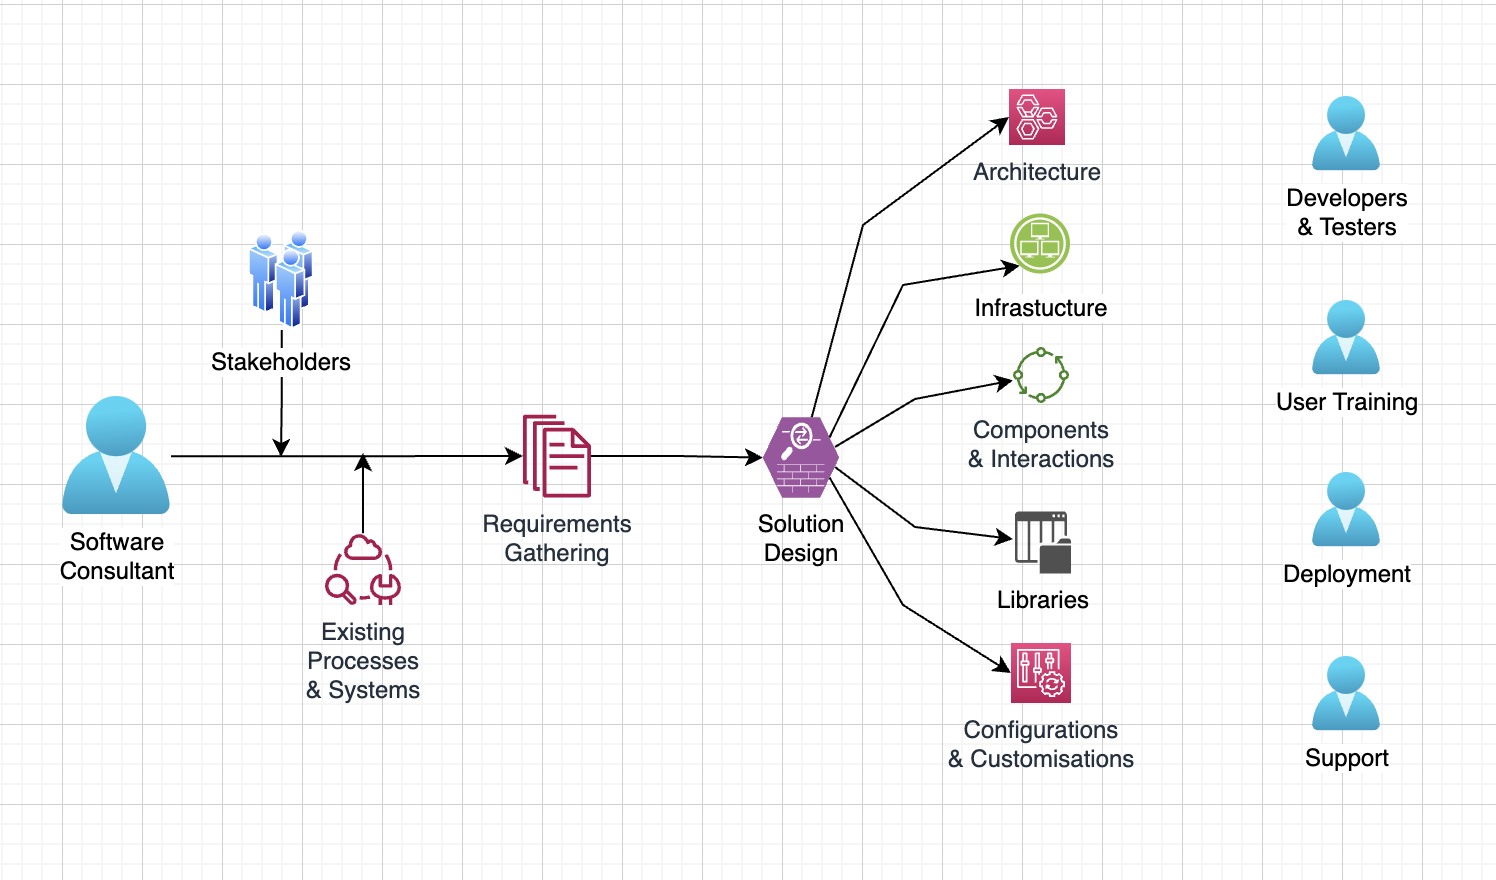 Stakeholders
Software
Consultant
Existing
Processes
& Systems
Requirements
Gathering
Solution
Design
Architecture
Infrastucture
Components
& Interactions
Libraries
Configurations
& Customisations
Developers
& Testers
User Training
Deployment
Support